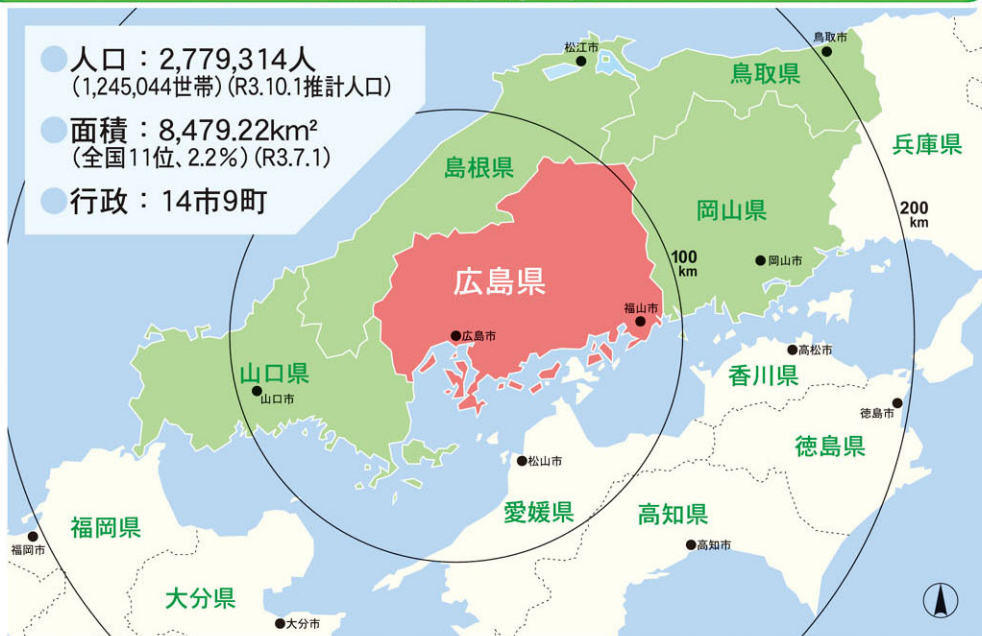 人口：2,779,314人
(1,245,044世帯)(R3.10.1推計人口)
面積：8,479.22km²
(全国11位、2.2%)(R3.7.1)
行政：14市9町
松江市
鳥取市
鳥取県
兵庫県
島根県
岡山県
200
km
100
km
岡山市
広島県
福山市
広島市
高松市
山口県
香川県
山口市
徳島市
徳島県
松山市
愛媛県
高知県
福岡県
福岡市
高知市
大分県
大分市